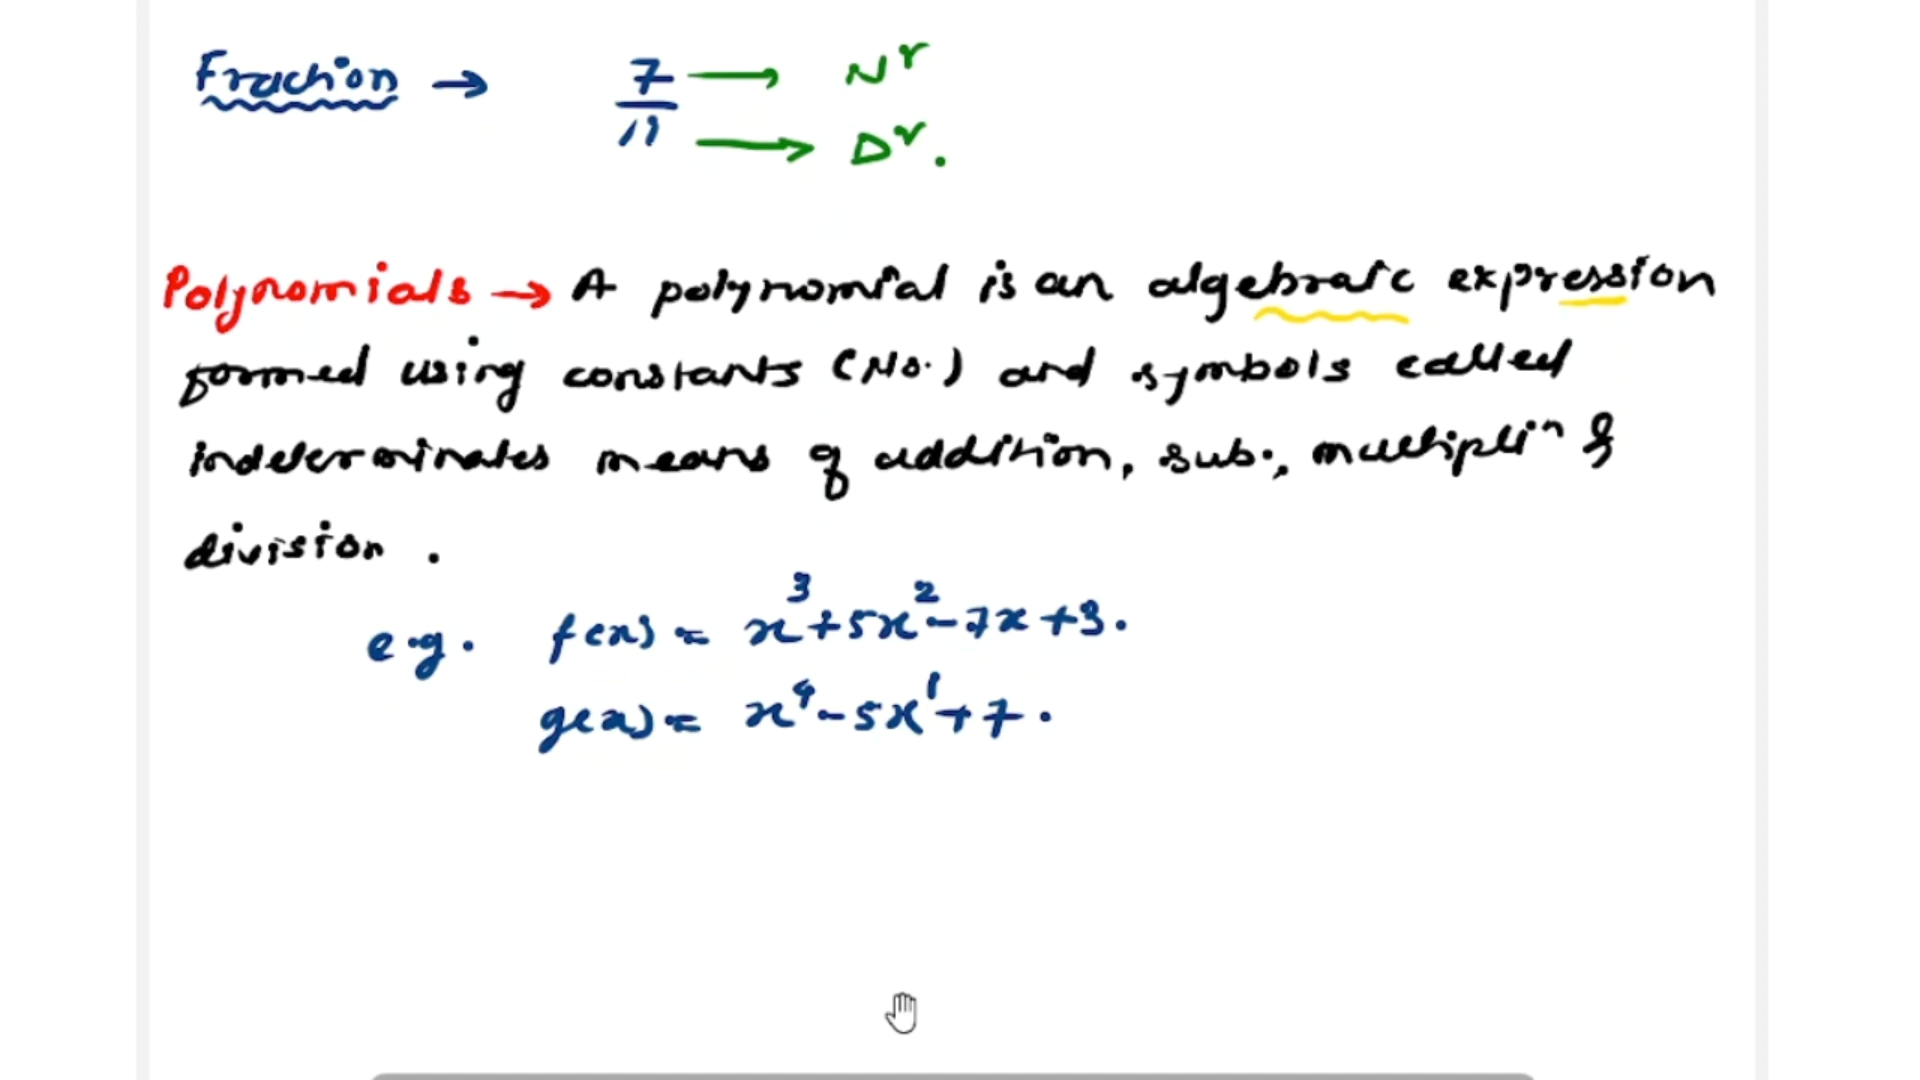 Fraction → 7/11 → Nʳ
→ Dʳ.
Polynomials → A polynomial is an algebraic expression
formed using constants (No.) and symbols called
indeterminates means of addition, sub., multipliⁿ &
division .
e.g. f(x) = x³+5x²-7x+3.
g(x) = x⁴-5x¹+7.